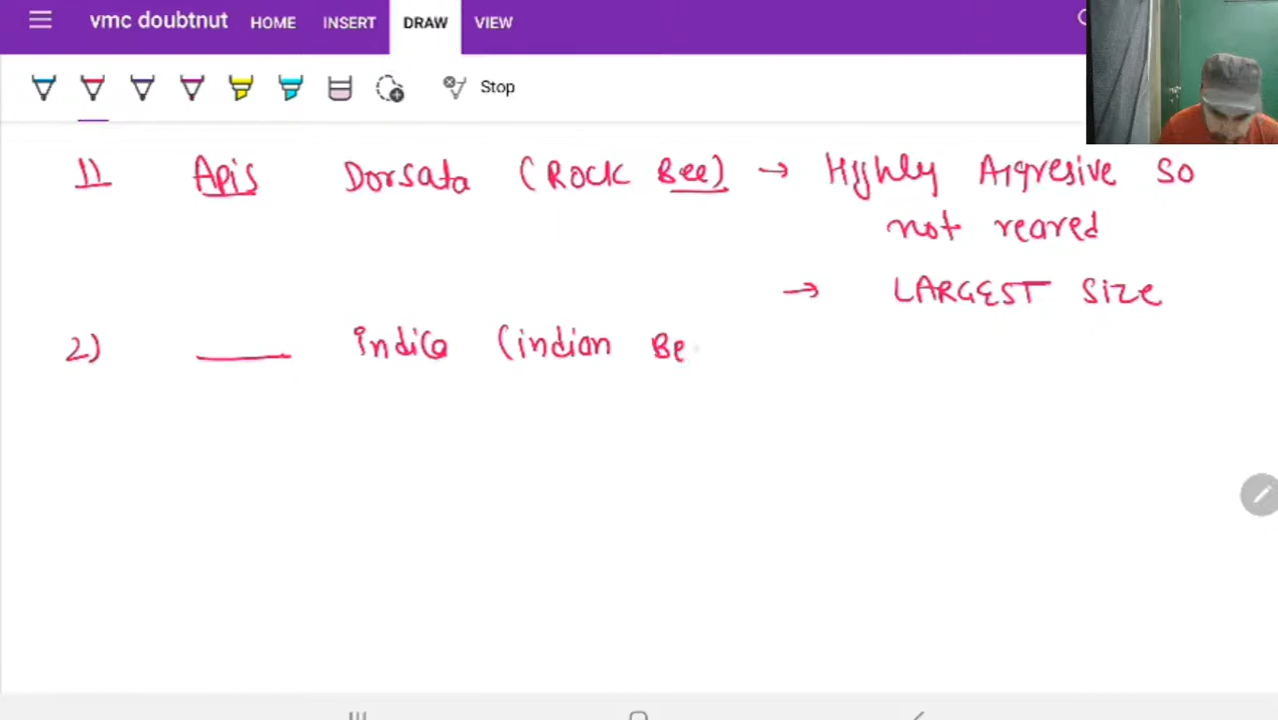 vmc doubtnut HOME INSERT DRAW VIEW
Stop
1) Apis Dorsata (Rock Bee) → Highly Aggresive So
not reared
→ LARGEST Size
2) ____ indica (indian Be